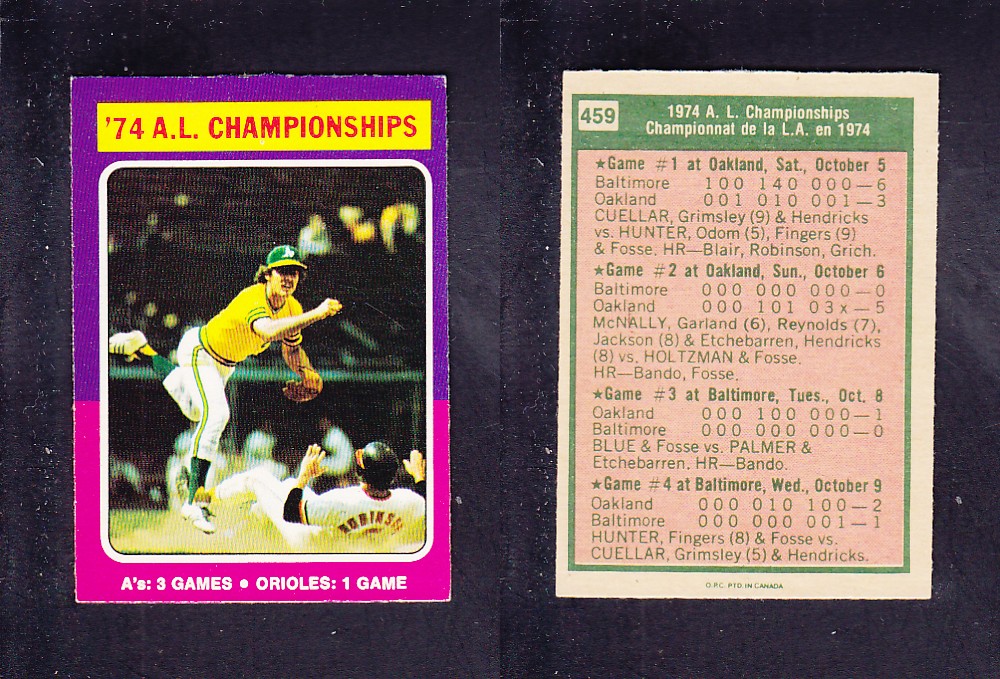 '74 A.L. CHAMPIONSHIPS
ROBINSON
A's: 3 GAMES • ORIOLES: 1 GAME
459
1974 A. L. Championships
Championnat de la L.A. en 1974
★Game #1 at Oakland, Sat., October 5
Baltimore 100 140 000—6
Oakland 001 010 001—3
CUELLAR, Grimsley (9) & Hendricks
vs. HUNTER, Odom (5), Fingers (9)
& Fosse. HR—Blair, Robinson, Grich.
★Game #2 at Oakland, Sun., October 6
Baltimore 000 000 000—0
Oakland 000 101 03x—5
McNALLY, Garland (6), Reynolds (7),
Jackson (8) & Etchebarren, Hendricks
(8) vs. HOLTZMAN & Fosse.
HR—Bando, Fosse.
★Game #3 at Baltimore, Tues., Oct. 8
Oakland 000 100 000—1
Baltimore 000 000 000—0
BLUE & Fosse vs. PALMER &
Etchebarren. HR—Bando.
★Game #4 at Baltimore, Wed., October 9
Oakland 000 010 100—2
Baltimore 000 000 001—1
HUNTER, Fingers (8) & Fosse vs.
CUELLAR, Grimsley (5) & Hendricks.
O.P.C. PTD. IN CANADA